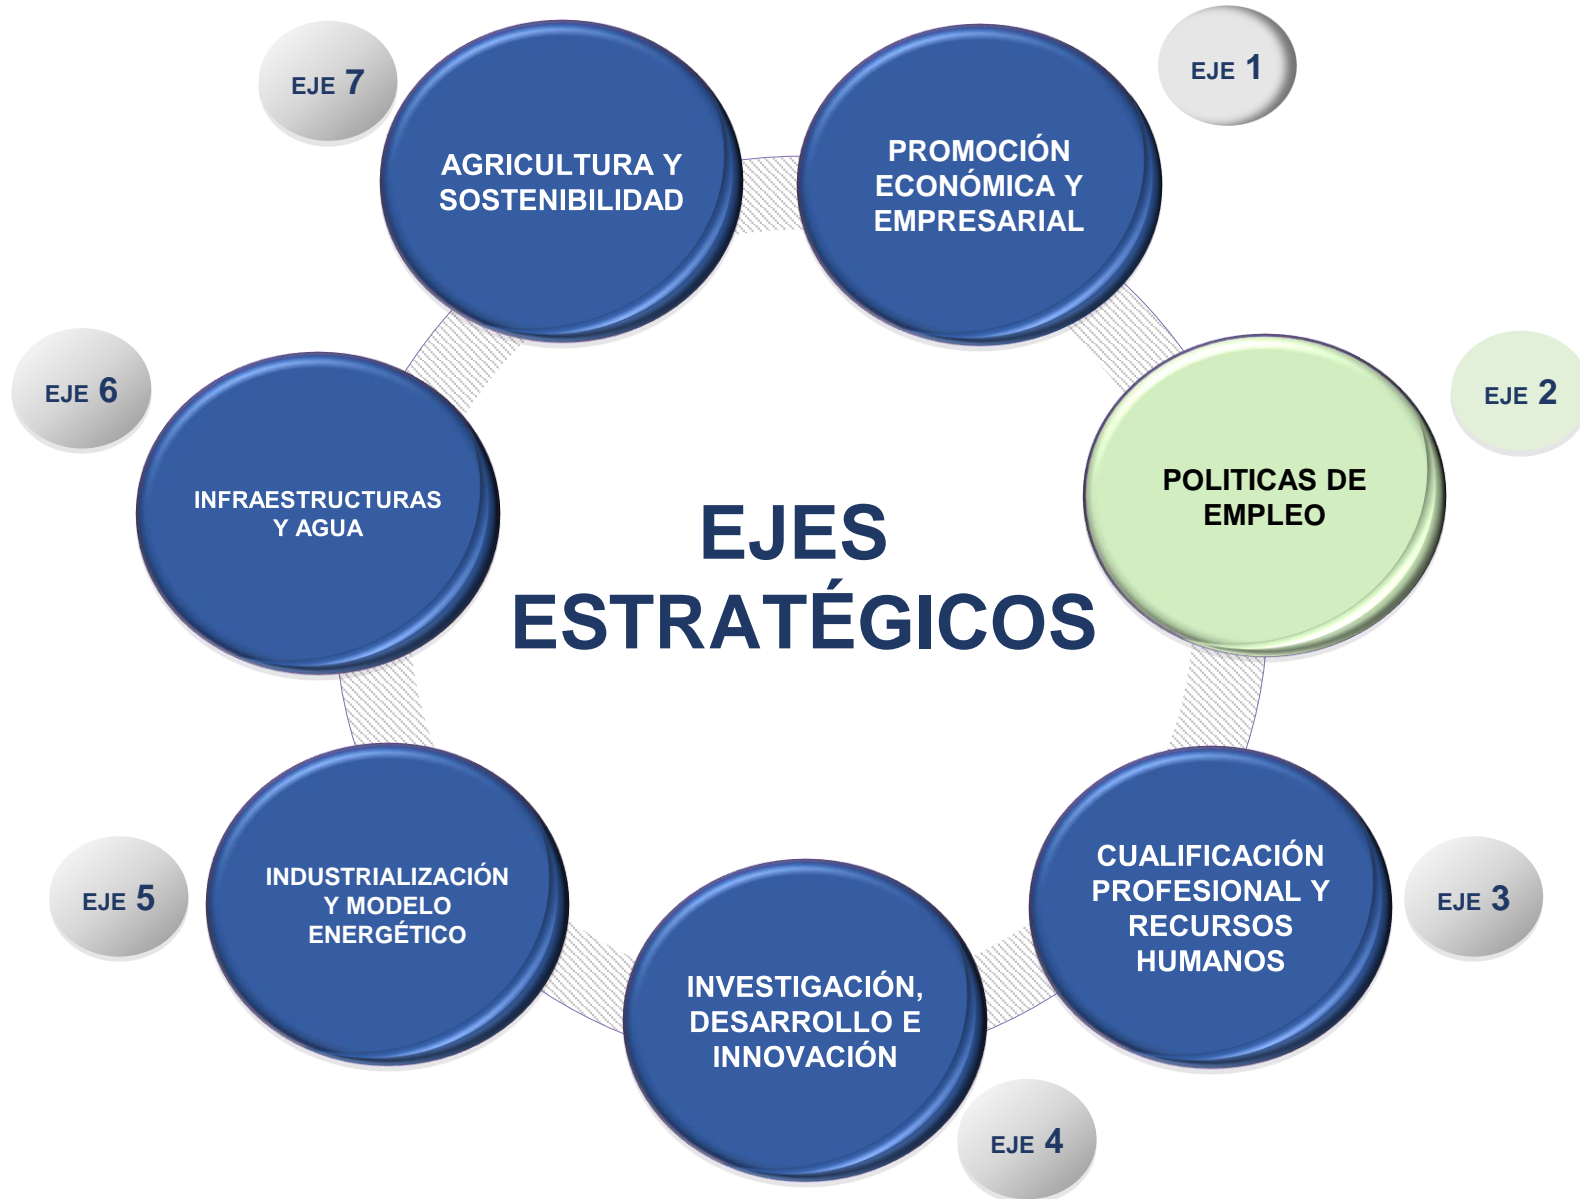 EJE 1
PROMOCIÓN
ECONÓMICA Y
EMPRESARIAL
EJE 2
POLITICAS DE
EMPLEO
EJE 3
CUALIFICACIÓN
PROFESIONAL Y
RECURSOS
HUMANOS
EJE 4
INVESTIGACIÓN,
DESARROLLO E
INNOVACIÓN
EJE 5
INDUSTRIALIZACIÓN
Y MODELO
ENERGÉTICO
EJE 6
INFRAESTRUCTURAS
Y AGUA
EJE 7
AGRICULTURA Y
SOSTENIBILIDAD
EJES
ESTRATÉGICOS